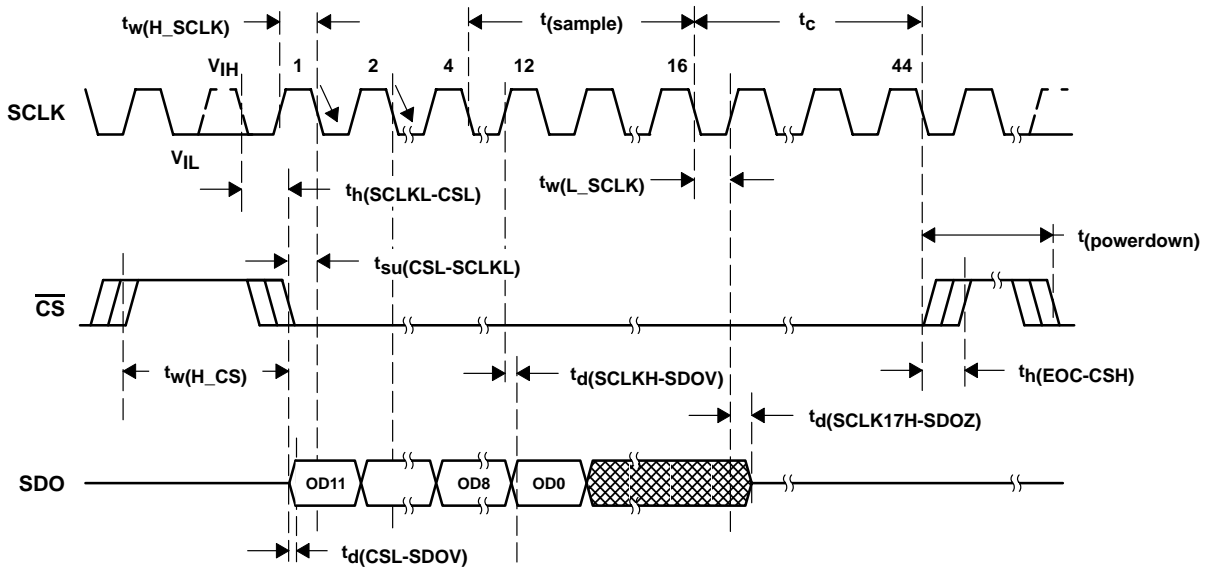 tw(H_SCLK)
t(sample)
tc
VIH
1
2
4
12
16
44
SCLK
VIL
th(SCLKL-CSL)
tw(L_SCLK)
t(powerdown)
tsu(CSL-SCLKL)
CS
tw(H_CS)
td(SCLKH-SDOV)
th(EOC-CSH)
td(SCLK17H-SDOZ)
SDO
OD11
OD8
OD0
td(CSL-SDOV)